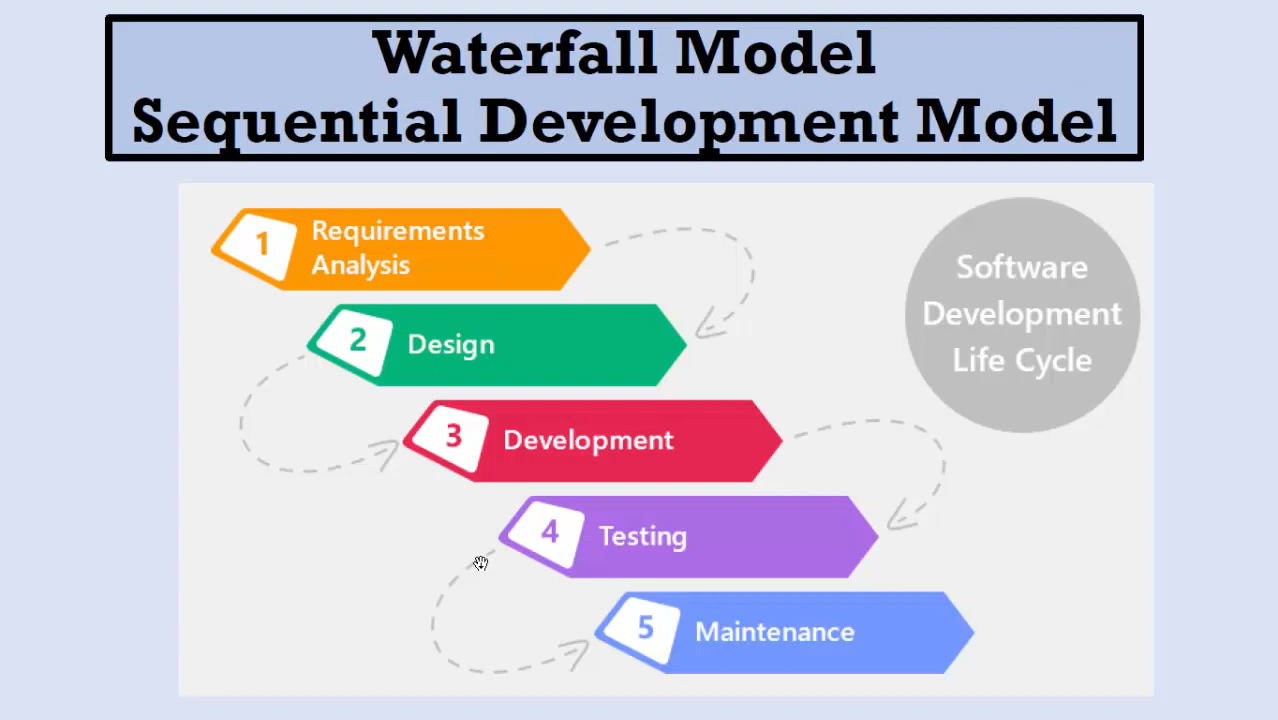 Waterfall Model
Sequential Development Model
1
Requirements
Analysis
Software
Development
Life Cycle
2
Design
3
Development
4
Testing
5
Maintenance